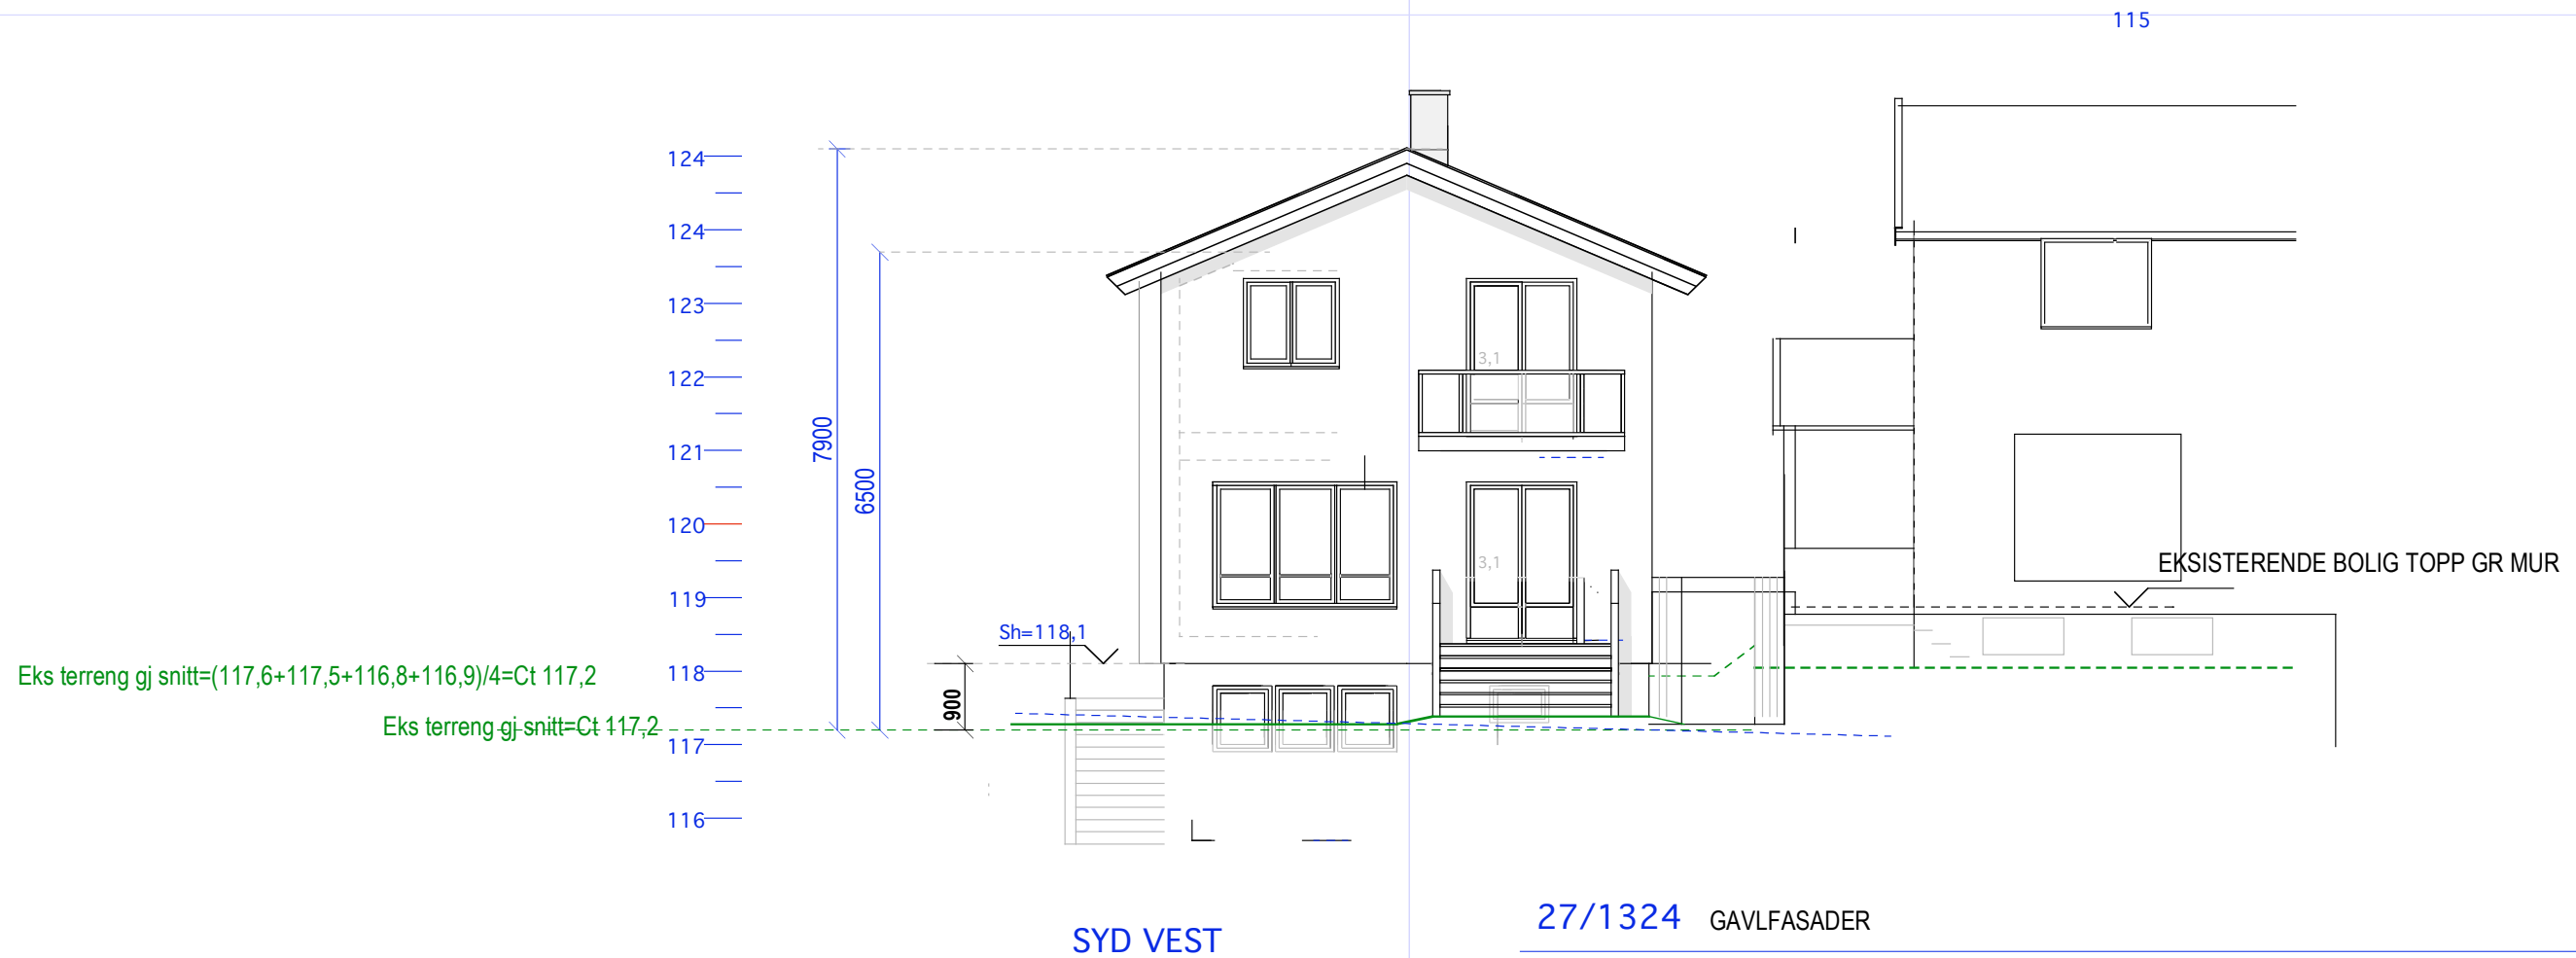 115
124
124
123
122
3,1
121
7900
6500
120
3,1
EKSISTERENDE BOLIG TOPP GR MUR
119
Sh=118,1
Eks terreng gj snitt=(117,6+117,5+116,8+116,9)/4=Ct 117,2
118
900
Eks terreng gj snitt=Ct 117,2
117
116
27/1324 GAVLFASADER
SYD VEST